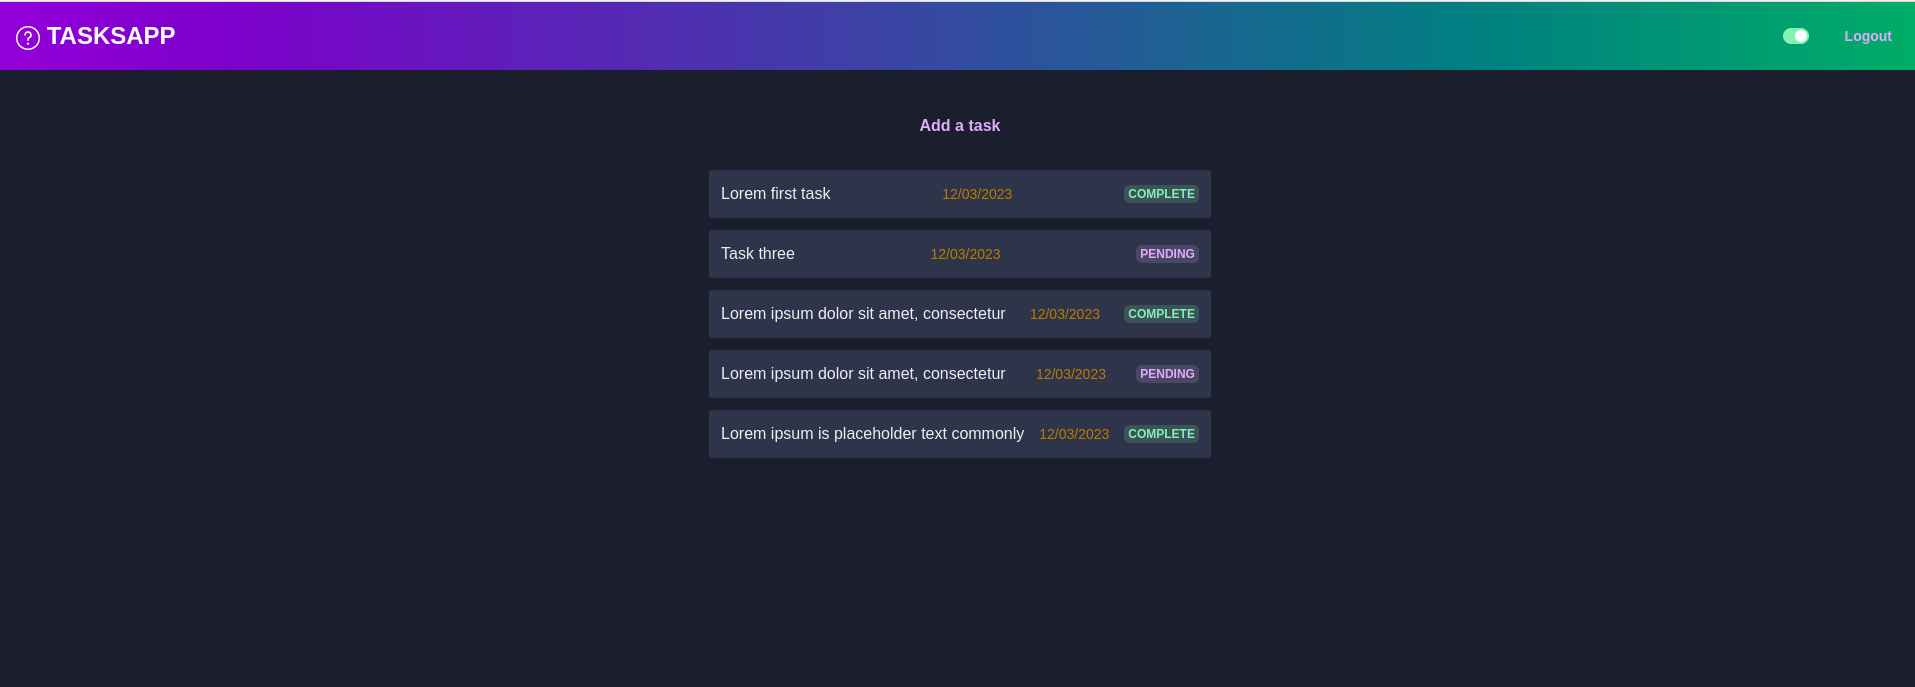 TASKSAPP Logout
Add a task
Lorem first task 12/03/2023 COMPLETE
Task three 12/03/2023 PENDING
Lorem ipsum dolor sit amet, consectetur 12/03/2023 COMPLETE
Lorem ipsum dolor sit amet, consectetur 12/03/2023 PENDING
Lorem ipsum is placeholder text commonly 12/03/2023 COMPLETE